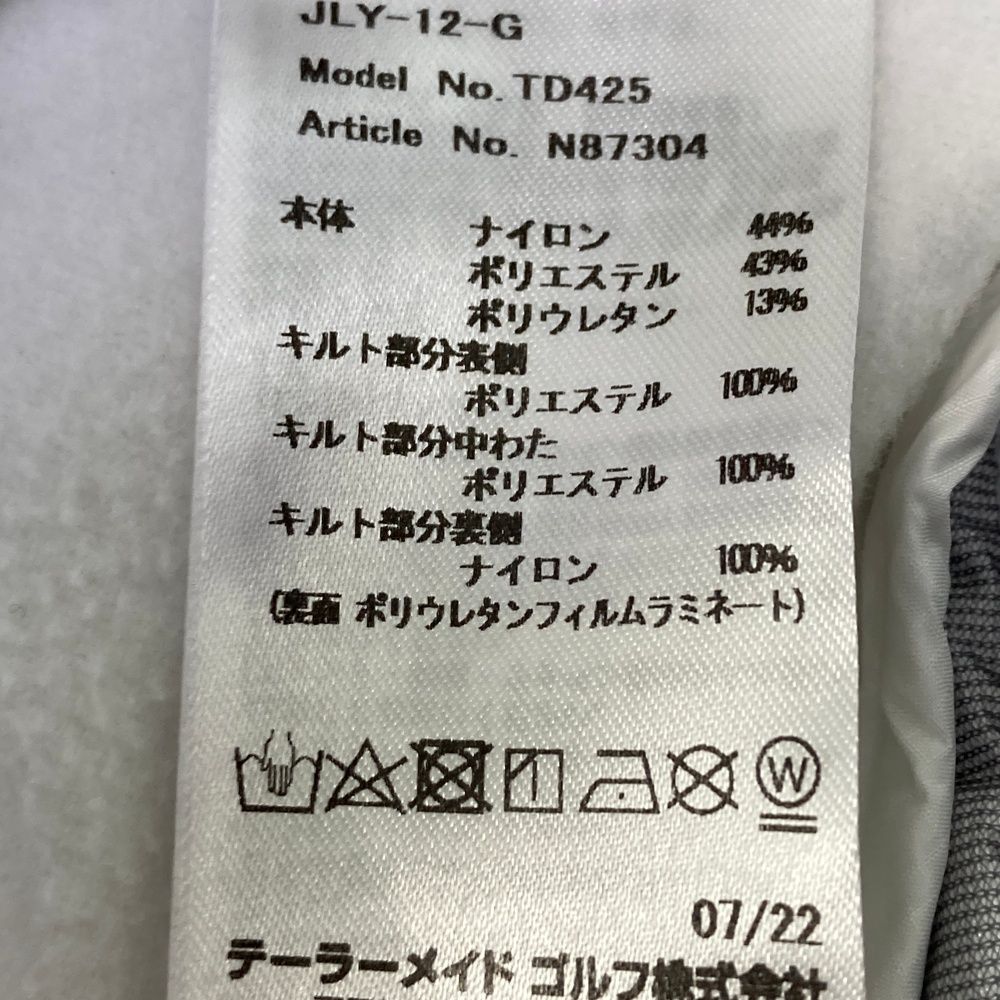 JLY-12-G
Model No. TD425
Article No. N87304
本体 ナイロン 44%
ポリエステル 43%
ポリウレタン 13%
キルト部分表側
ポリエステル 100%
キルト部分中わた
ポリエステル 100%
キルト部分裏側
ナイロン 100%
(裏面 ポリウレタンフィルムラミネート)
W
07/22
テーラーメイド ゴルフ株式会社